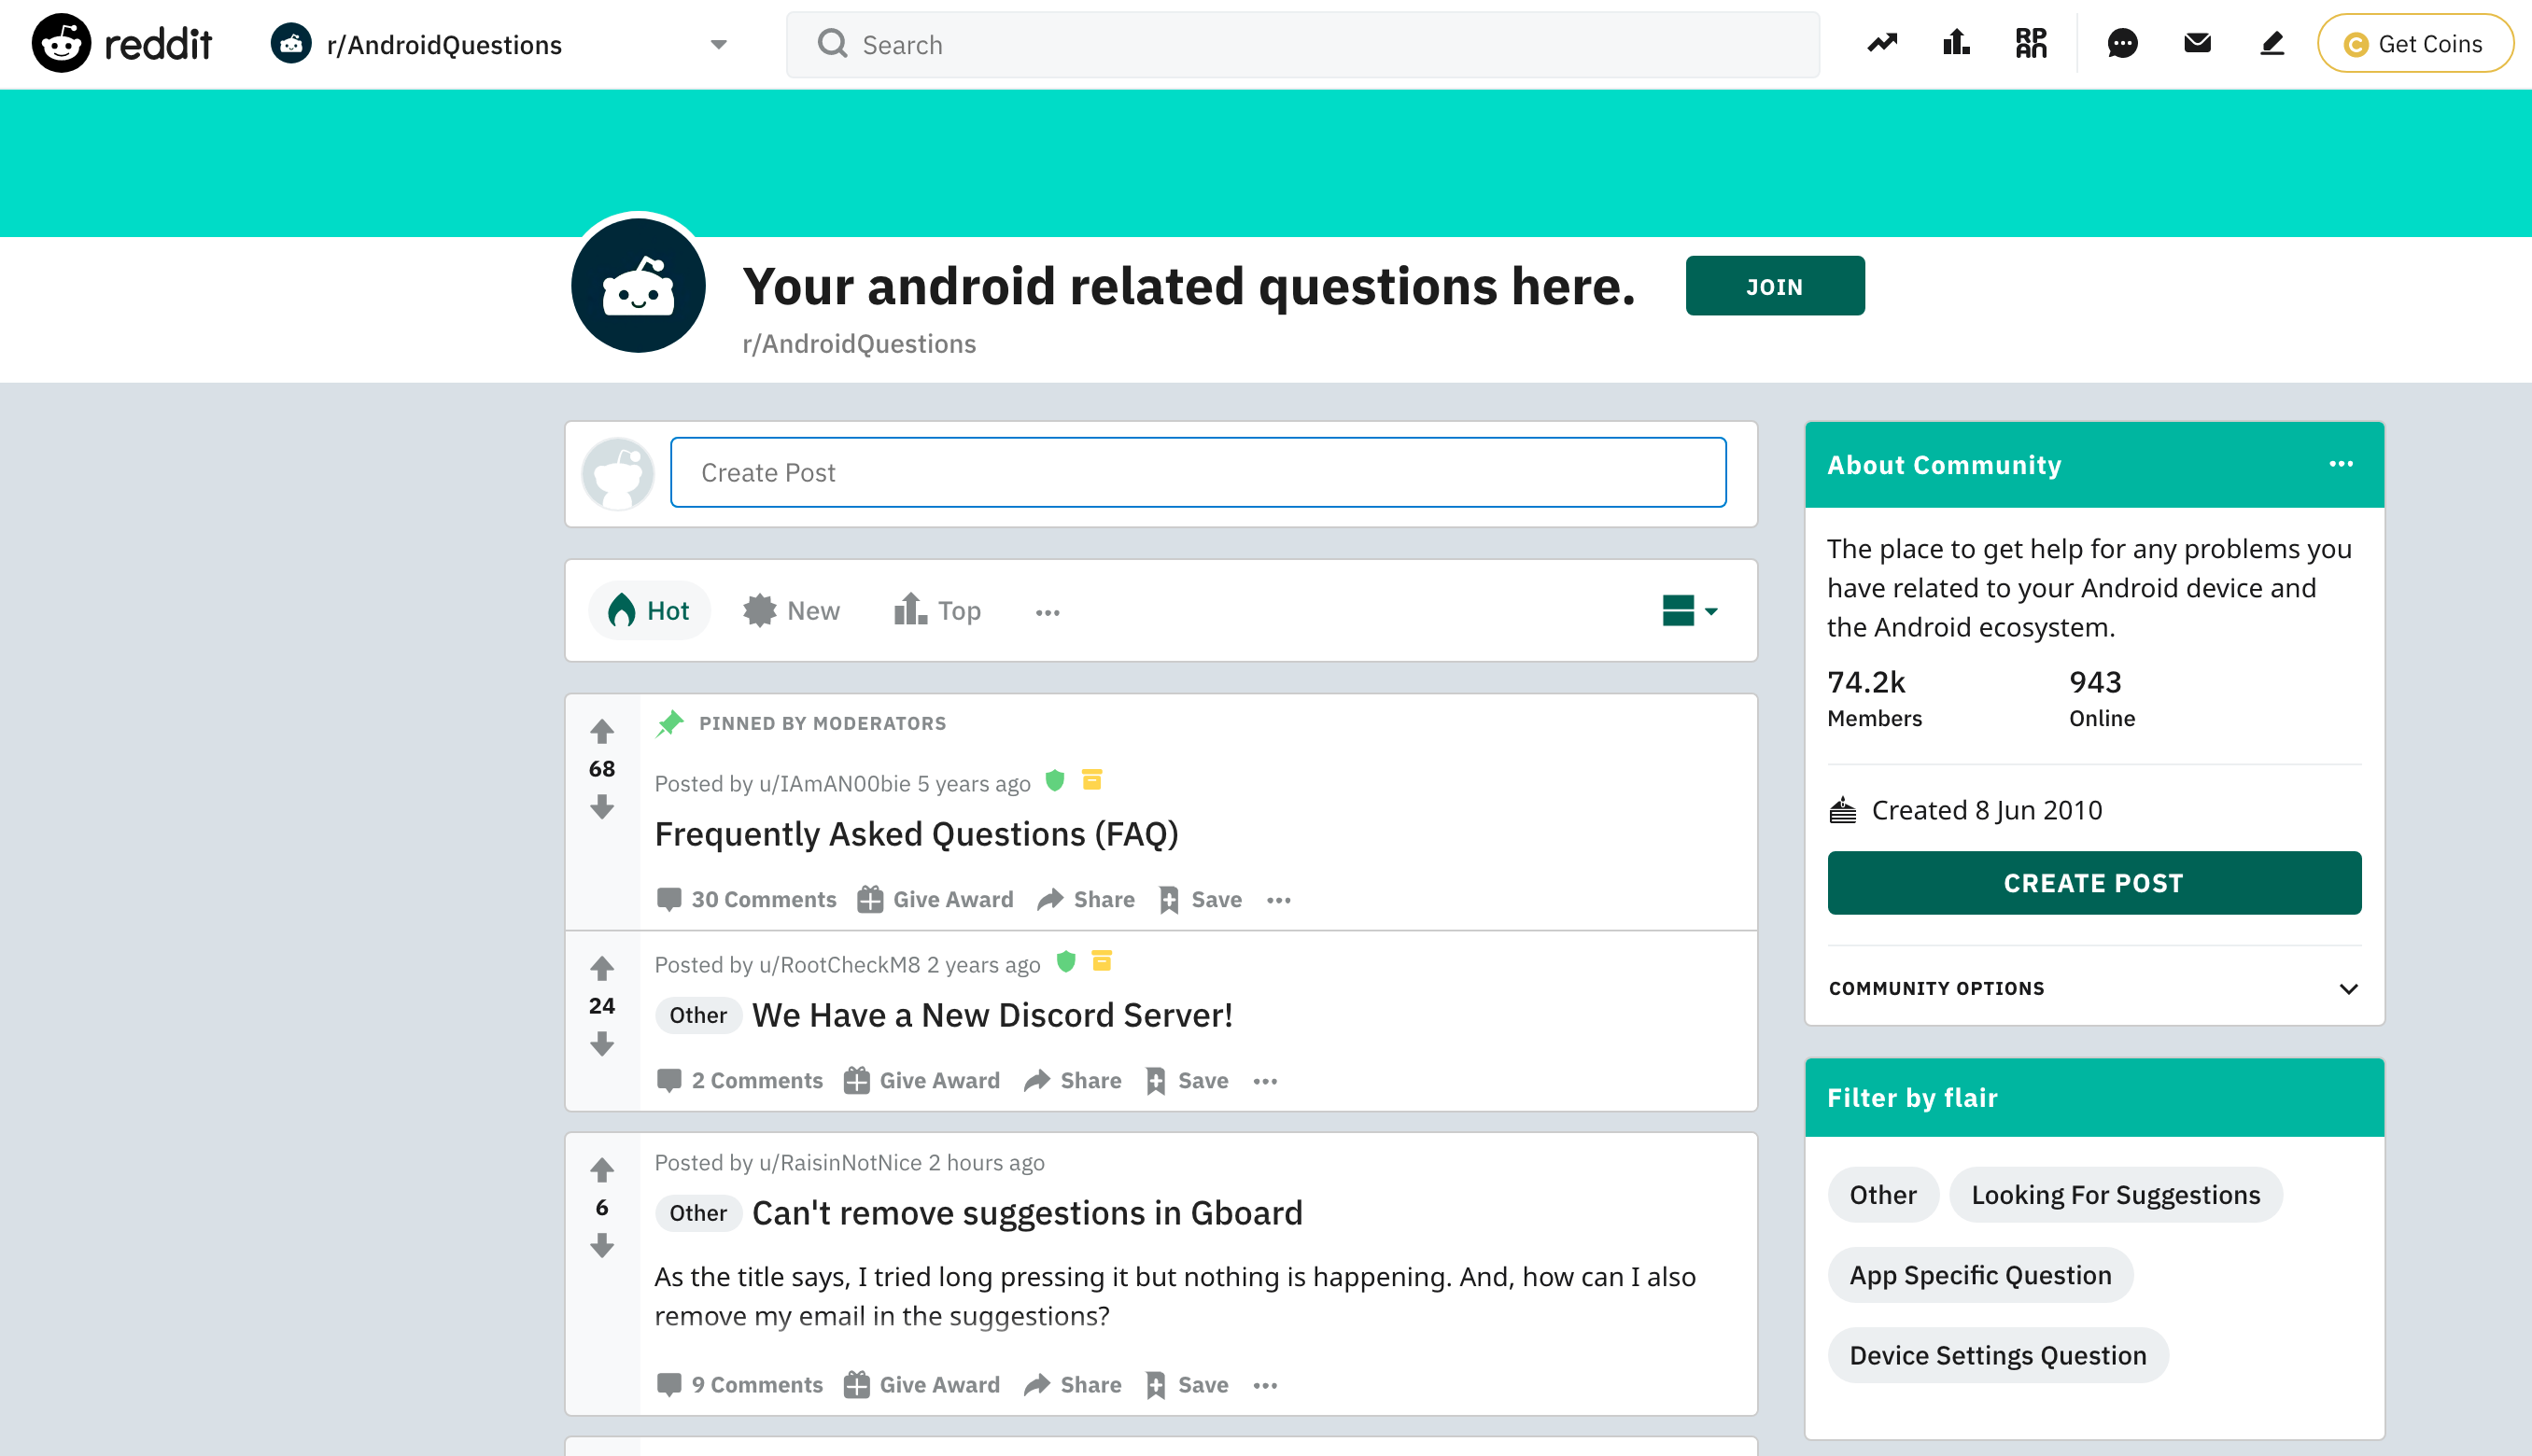 reddit
r/AndroidQuestions
Search
RPAN
Get Coins
Your android related questions here.
JOIN
r/AndroidQuestions
Create Post
Hot
New
Top
PINNED BY MODERATORS
68
Posted by u/IAmAN00bie 5 years ago
Frequently Asked Questions (FAQ)
30 Comments Give Award Share Save
Posted by u/RootCheckM8 2 years ago
24
Other We Have a New Discord Server!
2 Comments Give Award Share Save
Posted by u/RaisinNotNice 2 hours ago
6
Other Can't remove suggestions in Gboard
As the title says, I tried long pressing it but nothing is happening. And, how can I also
remove my email in the suggestions?
9 Comments Give Award Share Save
About Community
The place to get help for any problems you
have related to your Android device and
the Android ecosystem.
74.2k 943
Members Online
Created 8 Jun 2010
CREATE POST
COMMUNITY OPTIONS
Filter by flair
Other Looking For Suggestions
App Specific Question
Device Settings Question